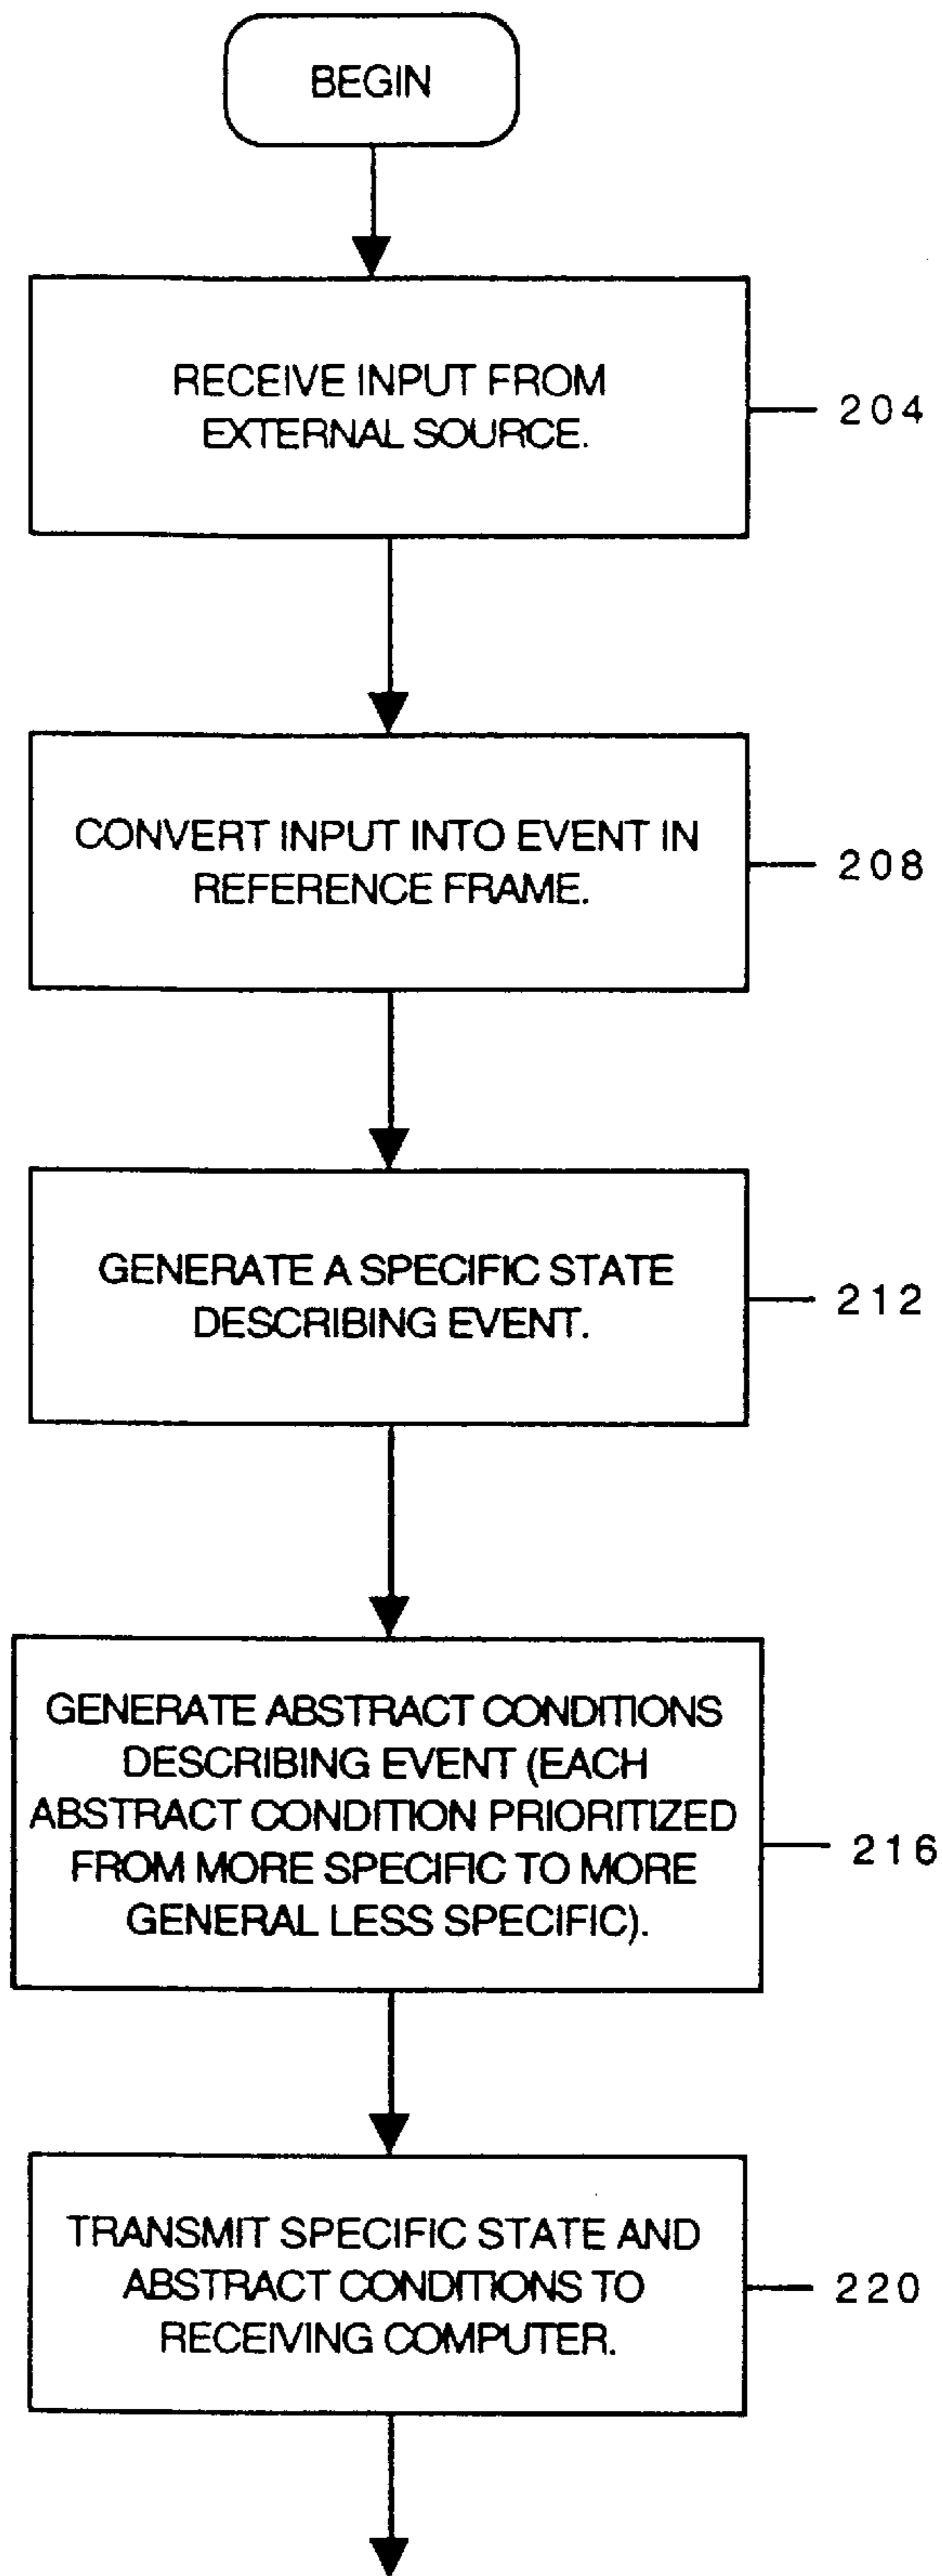 BEGIN
RECEIVE INPUT FROM
EXTERNAL SOURCE.
204
CONVERT INPUT INTO EVENT IN
REFERENCE FRAME.
208
GENERATE A SPECIFIC STATE
DESCRIBING EVENT.
212
GENERATE ABSTRACT CONDITIONS
DESCRIBING EVENT (EACH
ABSTRACT CONDITION PRIORITIZED
FROM MORE SPECIFIC TO MORE
GENERAL LESS SPECIFIC).
216
TRANSMIT SPECIFIC STATE AND
ABSTRACT CONDITIONS TO
RECEIVING COMPUTER.
220